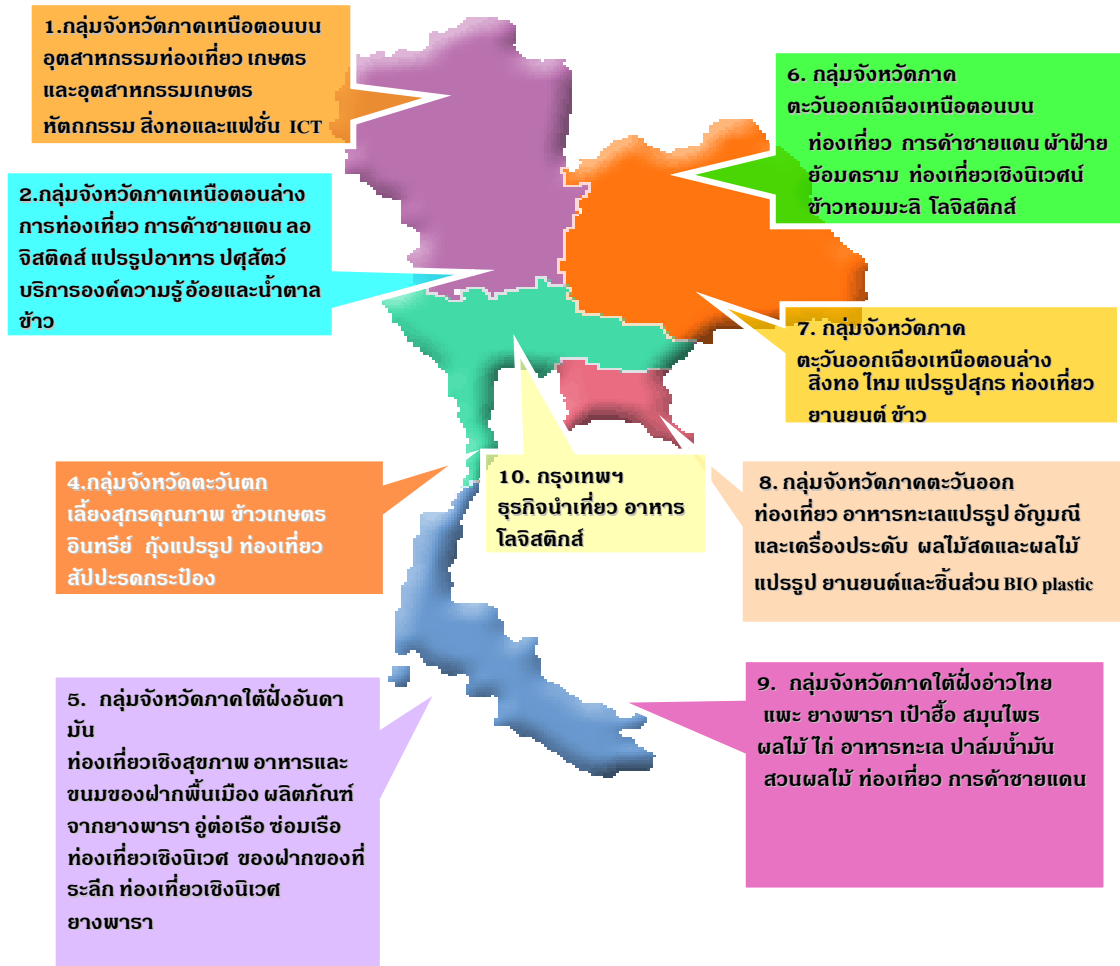 1.กลุ่มจังหวัดภาคเหนือตอนบน
อุตสาหกรรมท่องเที่ยว เกษตร
และอุตสาหกรรมเกษตร
หัตถกรรม สิ่งทอและแฟชั่น ICT
2.กลุ่มจังหวัดภาคเหนือตอนล่าง
การท่องเที่ยว การค้าชายแดน ลอ
จิสติคส์ แปรรูปอาหาร ปศุสัตว์
บริการองค์ความรู้ อ้อยและน้ำตาล
ข้าว
6. กลุ่มจังหวัดภาค
ตะวันออกเฉียงเหนือตอนบน
ท่องเที่ยว การค้าชายแดน ผ้าฝ้าย
ย้อมคราม ท่องเที่ยวเชิงนิเวศน์
ข้าวหอมมะลิ โลจิสติกส์
7. กลุ่มจังหวัดภาค
ตะวันออกเฉียงเหนือตอนล่าง
สิ่งทอ ไหม แปรรูปสุกร ท่องเที่ยว
ยานยนต์ ข้าว
4.กลุ่มจังหวัดตะวันตก
เลี้ยงสุกรคุณภาพ ข้าวเกษตร
อินทรีย์ กุ้งแปรรูป ท่องเที่ยว
สัปปะรดกระป๋อง
10. กรุงเทพฯ
ธุรกิจนำเที่ยว อาหาร
โลจิสติกส์
8. กลุ่มจังหวัดภาคตะวันออก
ท่องเที่ยว อาหารทะเลแปรรูป อัญมณี
และเครื่องประดับ ผลไม้สดและผลไม้
แปรรูป ยานยนต์และชิ้นส่วน BIO plastic
5. กลุ่มจังหวัดภาคใต้ฝั่งอันดา
มัน
ท่องเที่ยวเชิงสุขภาพ อาหารและ
ขนมของฝากพื้นเมือง ผลิตภัณฑ์
จากยางพารา อู่ต่อเรือ ซ่อมเรือ
ท่องเที่ยวเชิงนิเวศ ของฝากของที่
ระลึก ท่องเที่ยวเชิงนิเวศ
ยางพารา
9. กลุ่มจังหวัดภาคใต้ฝั่งอ่าวไทย
แพะ ยางพารา เป๋าฮื้อ สมุนไพร
ผลไม้ ไก่ อาหารทะเล ปาล์มน้ำมัน
สวนผลไม้ ท่องเที่ยว การค้าชายแดน